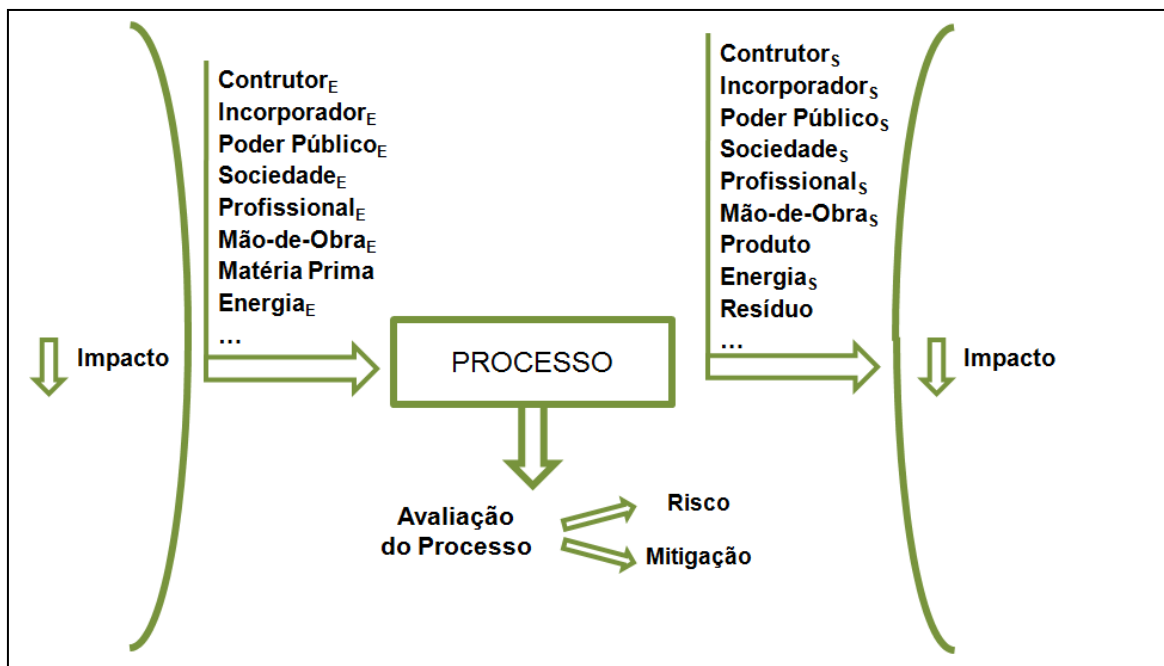 Contrutor_E
Incorporador_E
Poder Público_E
Sociedade_E
Profissional_E
Mão-de-Obra_E
Matéria Prima
Energia_E
...
Impacto
PROCESSO
Contrutor_S
Incorporador_S
Poder Público_S
Sociedade_S
Profissional_S
Mão-de-Obra_S
Produto
Energia_S
Resíduo
...
Impacto
Avaliação
do Processo
Risco
Mitigação